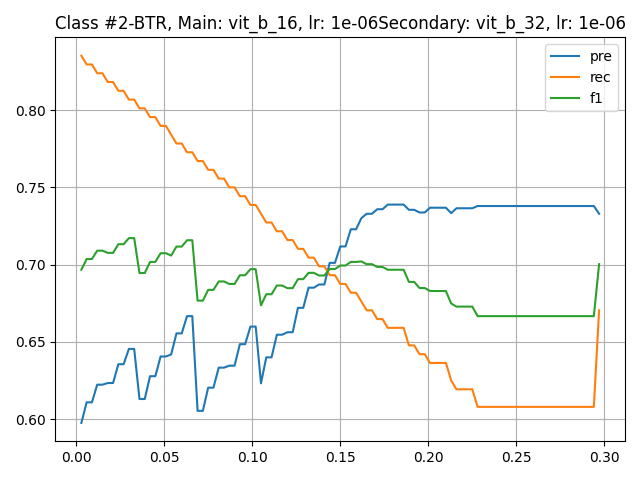 Class #2-BTR, Main: vit_b_16, lr: 1e-06Secondary: vit_b_32, lr: 1e-06
pre
rec
f1
0.80
0.75
0.70
0.65
0.60
0.00 0.05 0.10 0.15 0.20 0.25 0.30